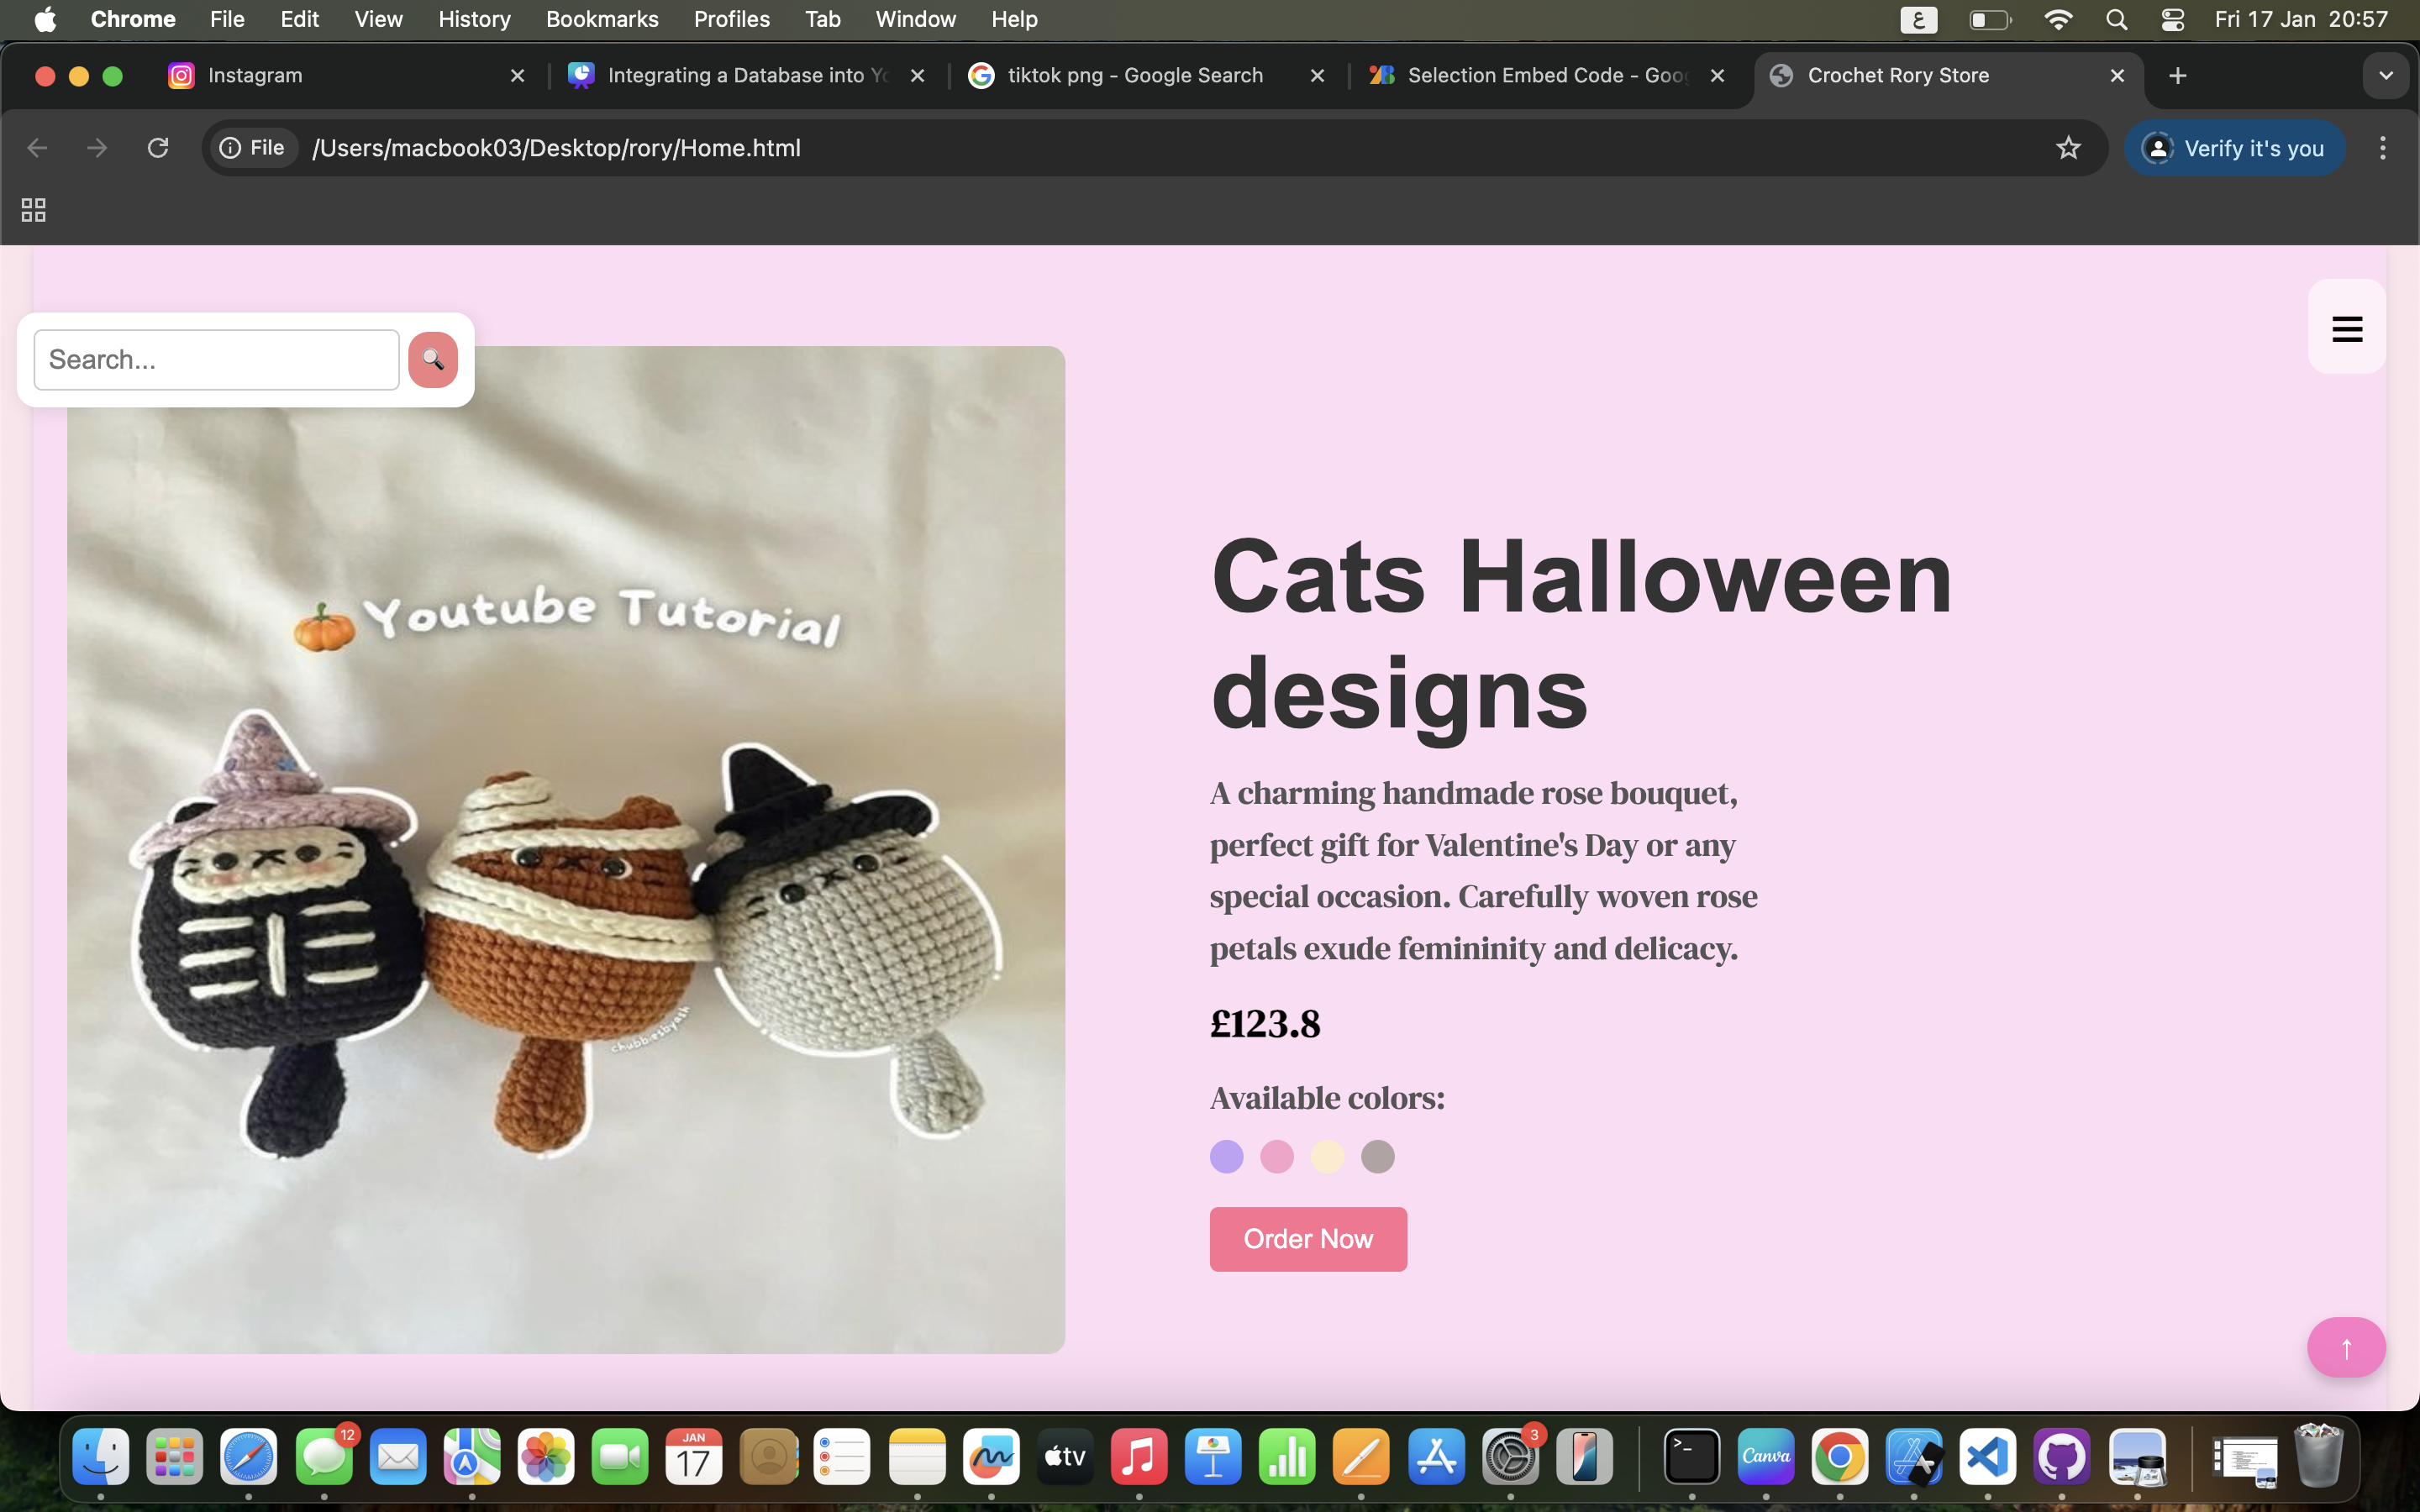 Chrome File Edit View History Bookmarks Profiles Tab Window Help ع Fri 17 Jan 20:57
Instagram Integrating a Database into Yo tiktok png - Google Search Selection Embed Code - Goo Crochet Rory Store
File /Users/macbook03/Desktop/rory/Home.html Verify it's you
Search...
Youtube Tutorial
chubbiesbyash
Cats Halloween
designs
A charming handmade rose bouquet,
perfect gift for Valentine's Day or any
special occasion. Carefully woven rose
petals exude femininity and delicacy.
£123.8
Available colors:
Order Now
↑
12
JAN
17
tv
3
>_
Canva